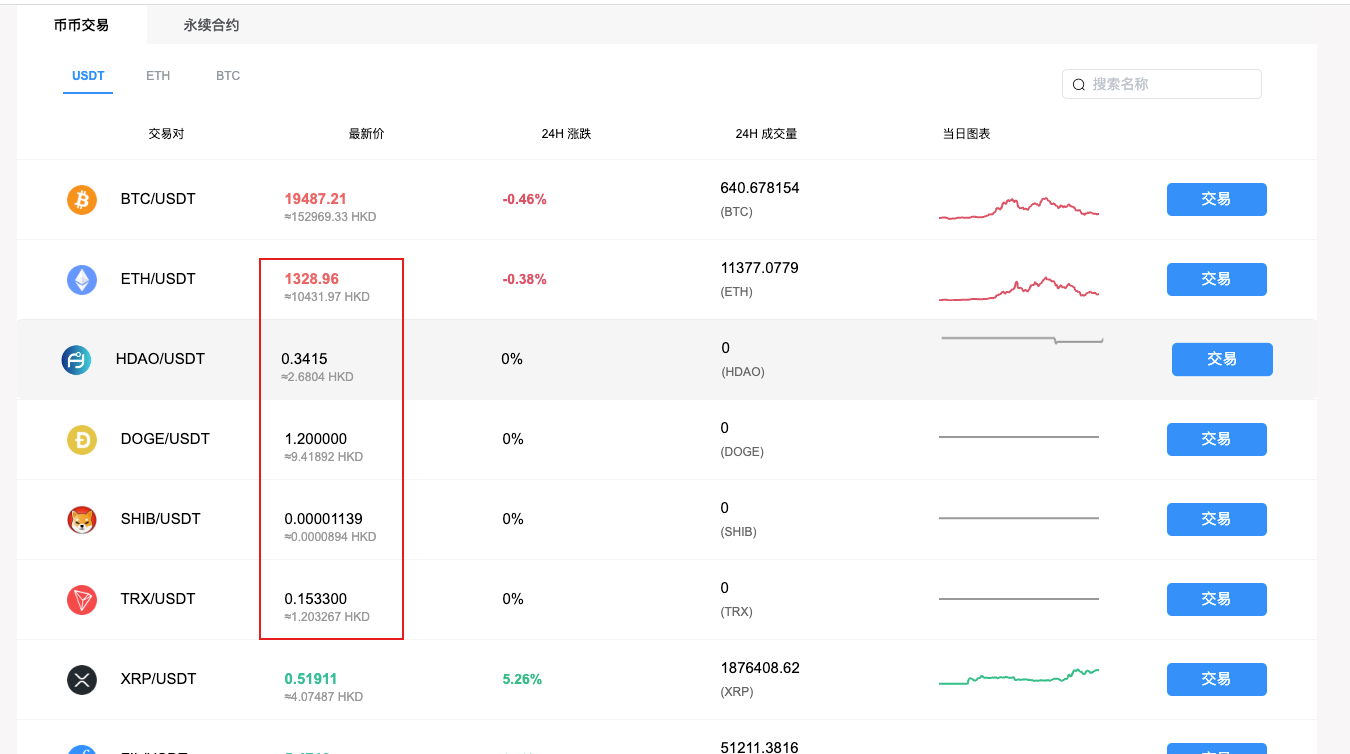 币币交易 永续合约
USDT ETH BTC
搜索名称
交易对 最新价 24H 涨跌 24H 成交量 当日图表
BTC/USDT 19487.21 -0.46% 640.678154 交易
≈152969.33 HKD (BTC)
ETH/USDT 1328.96 -0.38% 11377.0779 交易
≈10431.97 HKD (ETH)
HDAO/USDT 0.3415 0% 0 交易
≈2.6804 HKD (HDAO)
DOGE/USDT 1.200000 0% 0 交易
≈9.41892 HKD (DOGE)
SHIB/USDT 0.00001139 0% 0 交易
≈0.0000894 HKD (SHIB)
TRX/USDT 0.153300 0% 0 交易
≈1.203267 HKD (TRX)
XRP/USDT 0.51911 5.26% 1876408.62 交易
≈4.07487 HKD (XRP)
51211.3816